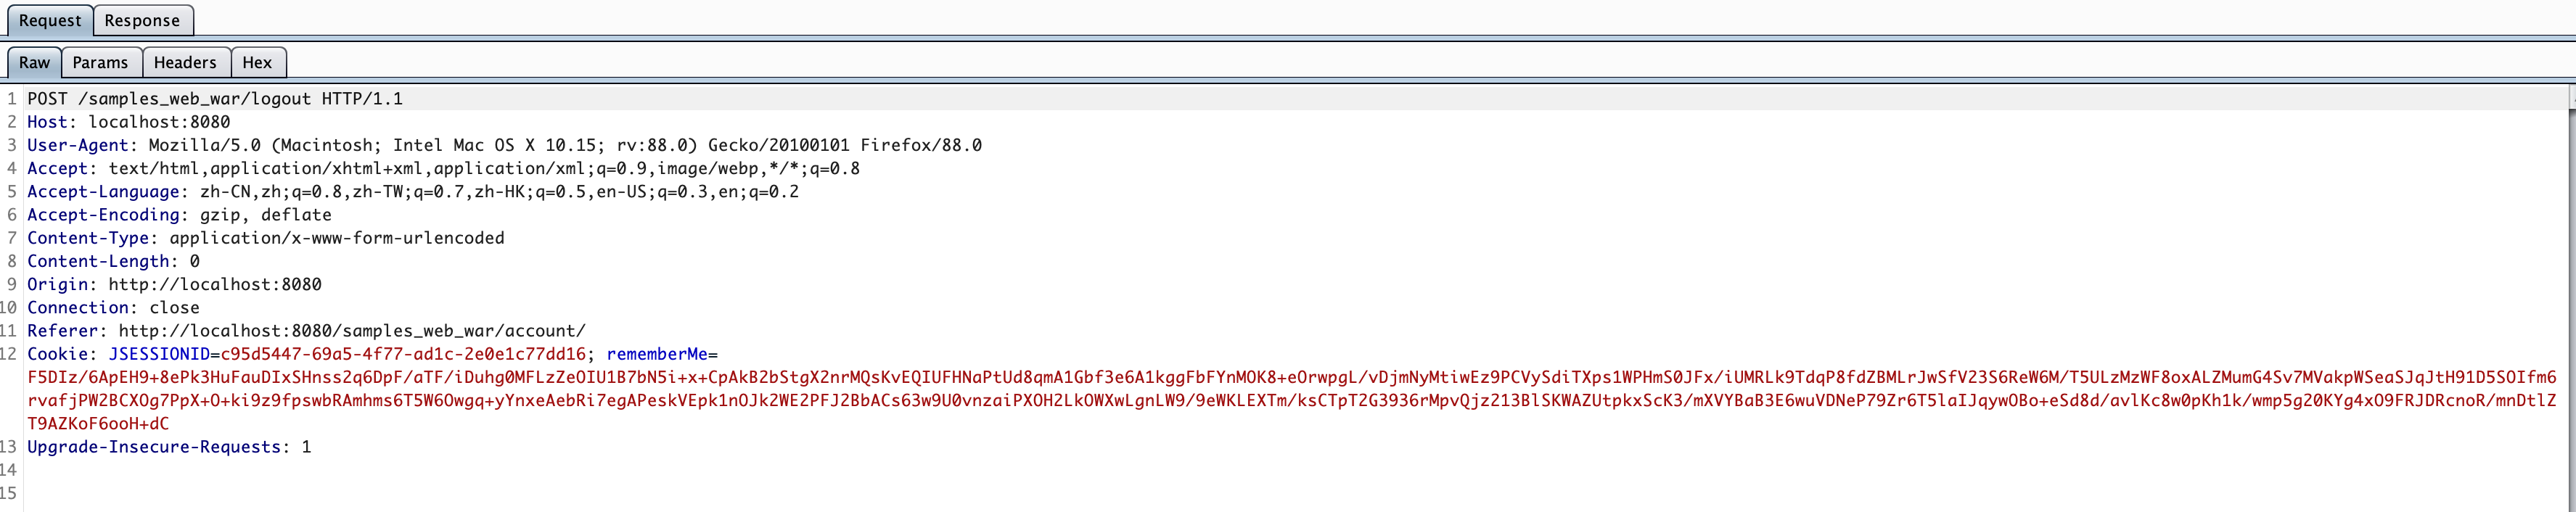 Request Response
Raw Params Headers Hex
1 POST /samples_web_war/logout HTTP/1.1
2 Host: localhost:8080
3 User-Agent: Mozilla/5.0 (Macintosh; Intel Mac OS X 10.15; rv:88.0) Gecko/20100101 Firefox/88.0
4 Accept: text/html,application/xhtml+xml,application/xml;q=0.9,image/webp,*/*;q=0.8
5 Accept-Language: zh-CN,zh;q=0.8,zh-TW;q=0.7,zh-HK;q=0.5,en-US;q=0.3,en;q=0.2
6 Accept-Encoding: gzip, deflate
7 Content-Type: application/x-www-form-urlencoded
8 Content-Length: 0
9 Origin: http://localhost:8080
10 Connection: close
11 Referer: http://localhost:8080/samples_web_war/account/
12 Cookie: JSESSIONID=c95d5447-69a5-4f77-ad1c-2e0e1c77dd16; rememberMe=
F5DIz/6ApEH9+8ePk3HuFauDIxSHnss2q6DpF/aTF/iDuhg0MFLzZeOIU1B7bN5i+x+CpAkB2bStgX2nrMQsKvEQIUFHNaPtUd8qmA1Gbf3e6A1kggFbFYnMOK8+eOrwpgL/vDjmNyMtiwEz9PCVySdiTXps1WPHmS0JFx/iUMRLk9TdqP8fdZBMLrJwSfV23S6ReW6M/T5ULzMzWF8oxALZMumG4Sv7MVakpWSeaSJqJtH91D5SOIfm6
rvafjPW2BCXOg7PpX+O+ki9z9fpswbRAmhms6T5W6Owgq+yYnxeAebRi7egAPeskVEpk1nOJk2WE2PFJ2BbACs63w9U0vnzaiPXOH2LkOWXwLgnLW9/9eWKLEXTm/ksCTpT2G3936rMpvQjz213BlSKWAZUtpkxScK3/mXVYBaB3E6wuVDNeP79Zr6T5laIJqywOBo+eSd8d/avlKc8w0pKh1k/wmp5g20KYg4xO9FRJDRcnoR/mnDtlZ
T9AZKoF6ooH+dC
13 Upgrade-Insecure-Requests: 1
14
15